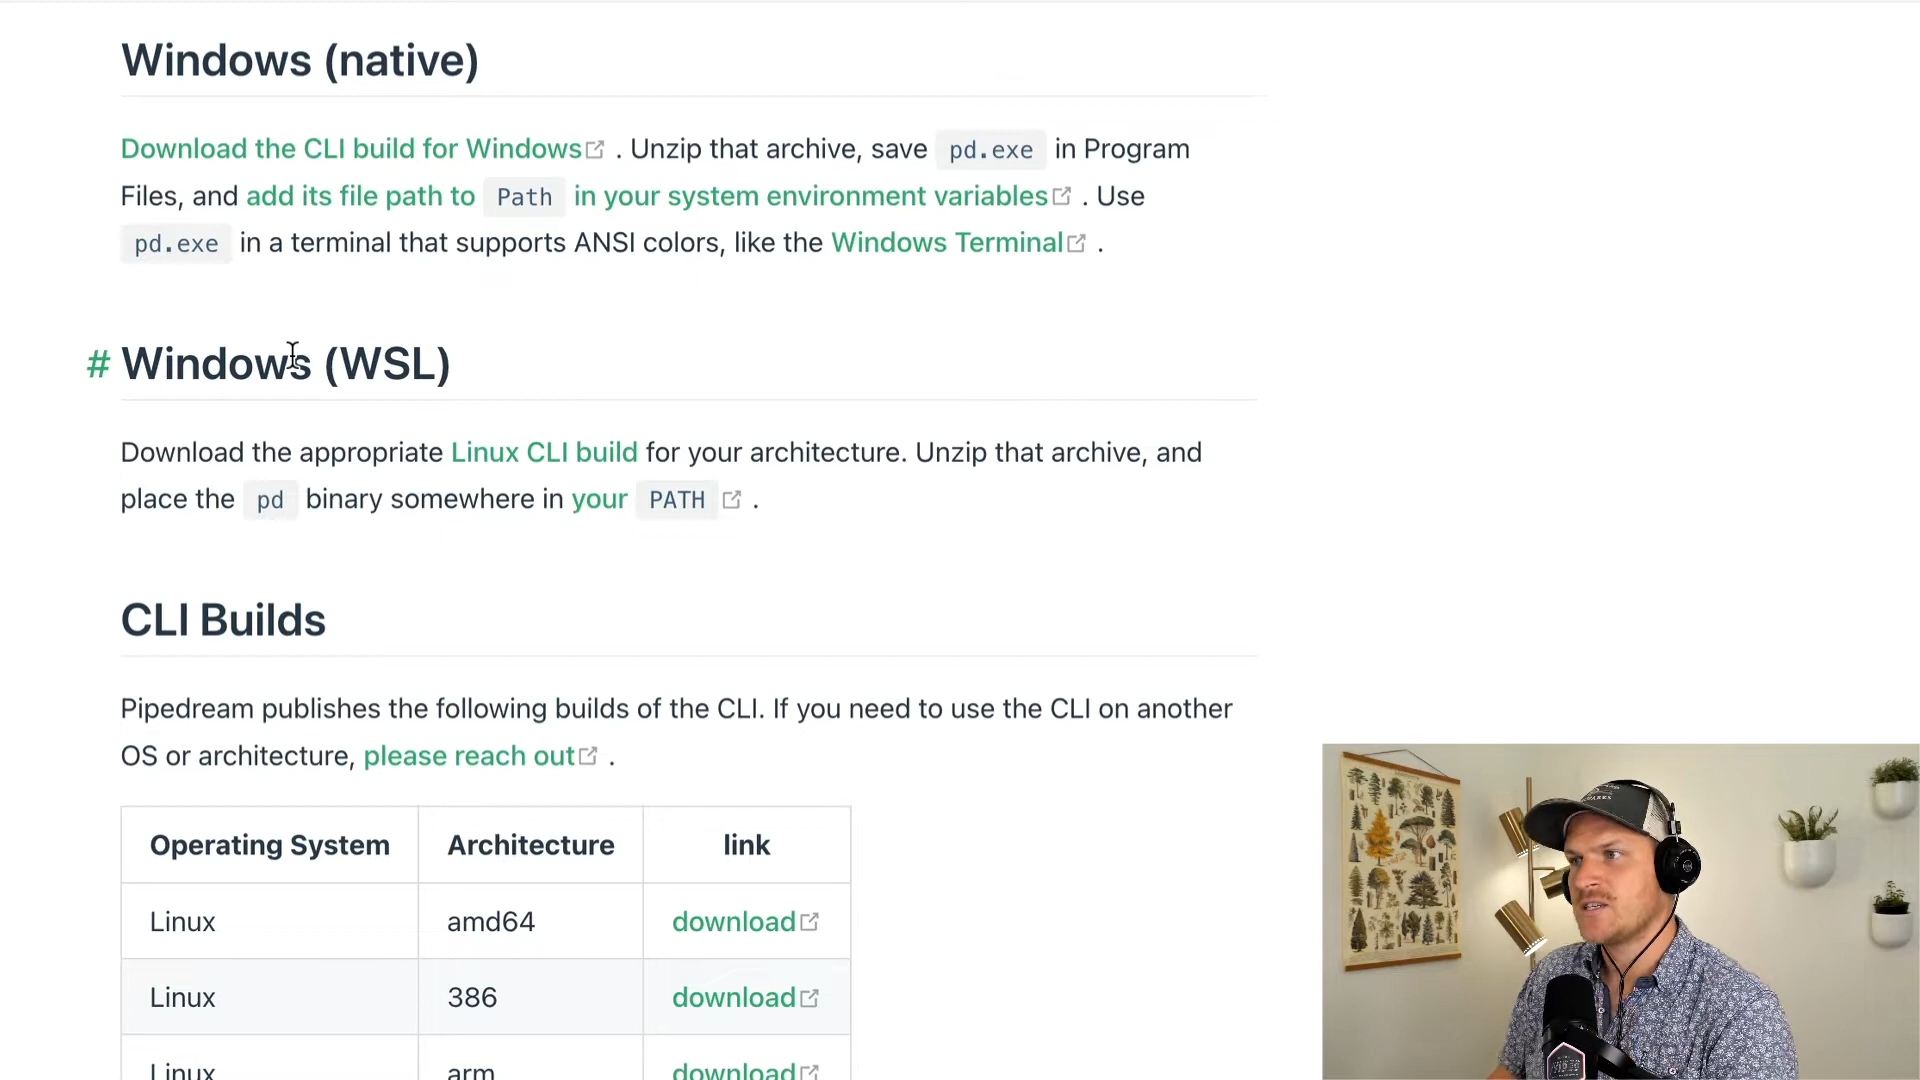 Windows (native)
Download the CLI build for Windows . Unzip that archive, save pd.exe in Program
Files, and add its file path to Path in your system environment variables . Use
pd.exe in a terminal that supports ANSI colors, like the Windows Terminal .
# Windows (WSL)
Download the appropriate Linux CLI build for your architecture. Unzip that archive, and
place the pd binary somewhere in your PATH .
CLI Builds
Pipedream publishes the following builds of the CLI. If you need to use the CLI on another
OS or architecture, please reach out .
Operating System Architecture link
Linux amd64 download
Linux 386 download
Linux arm download